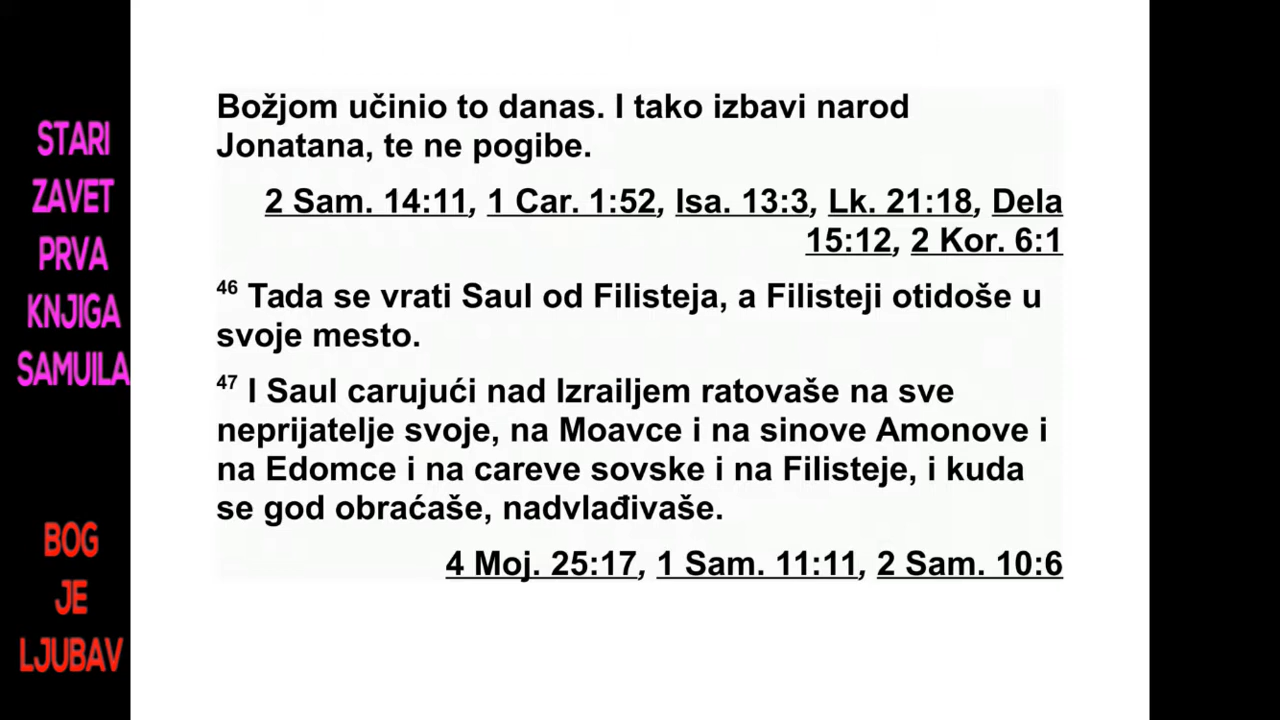 STARI
ZAVET
PRVA
KNJIGA
SAMUILA
BOG
JE
LJUBAV
Božjom učinio to danas. I tako izbavi narod
Jonatana, te ne pogibe.
2 Sam. 14:11, 1 Car. 1:52, Isa. 13:3, Lk. 21:18, Dela
15:12, 2 Kor. 6:1
46 Tada se vrati Saul od Filisteja, a Filisteji otidoše u
svoje mesto.
47 I Saul carujući nad Izrailjem ratovaše na sve
neprijatelje svoje, na Moavce i na sinove Amonove i
na Edomce i na careve sovske i na Filisteje, i kuda
se god obraćaše, nadvlađivaše.
4 Moj. 25:17, 1 Sam. 11:11, 2 Sam. 10:6